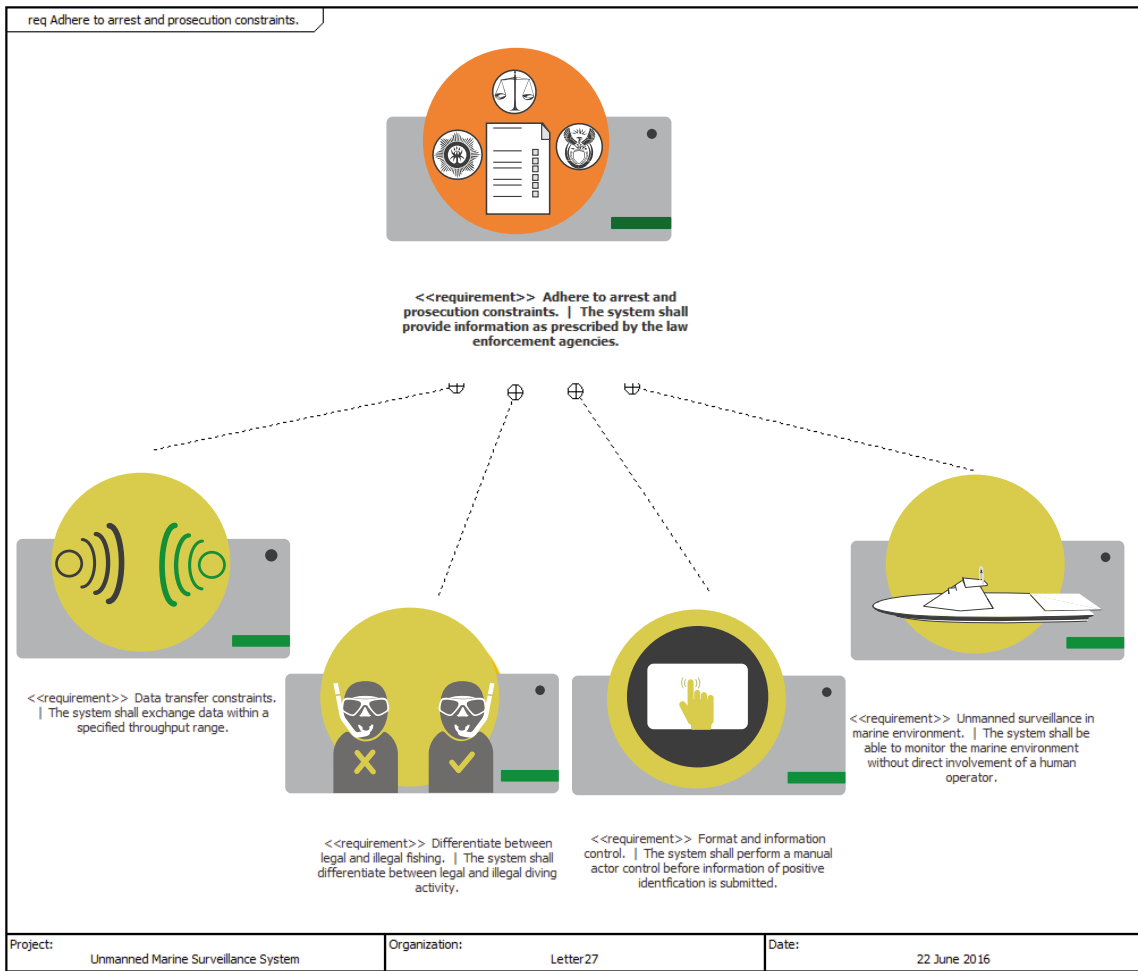 req Adhere to arrest and prosecution constraints.
<<requirement>> Adhere to arrest and
prosecution constraints. | The system shall
provide information as prescribed by the law
enforcement agencies.
<<requirement>> Data transfer constraints.
| The system shall exchange data within a
specified throughput range.
<<requirement>> Differentiate between
legal and illegal fishing. | The system shall
differentiate between legal and illegal diving
activity.
<<requirement>> Format and information
control. | The system shall perform a manual
actor control before information of positive
identfication is submitted.
<<requirement>> Unmanned surveillance in
marine environment. | The system shall be
able to monitor the marine environment
without direct involvement of a human
operator.
Project:
Unmanned Marine Surveillance System
Organization:
Letter27
Date:
22 June 2016